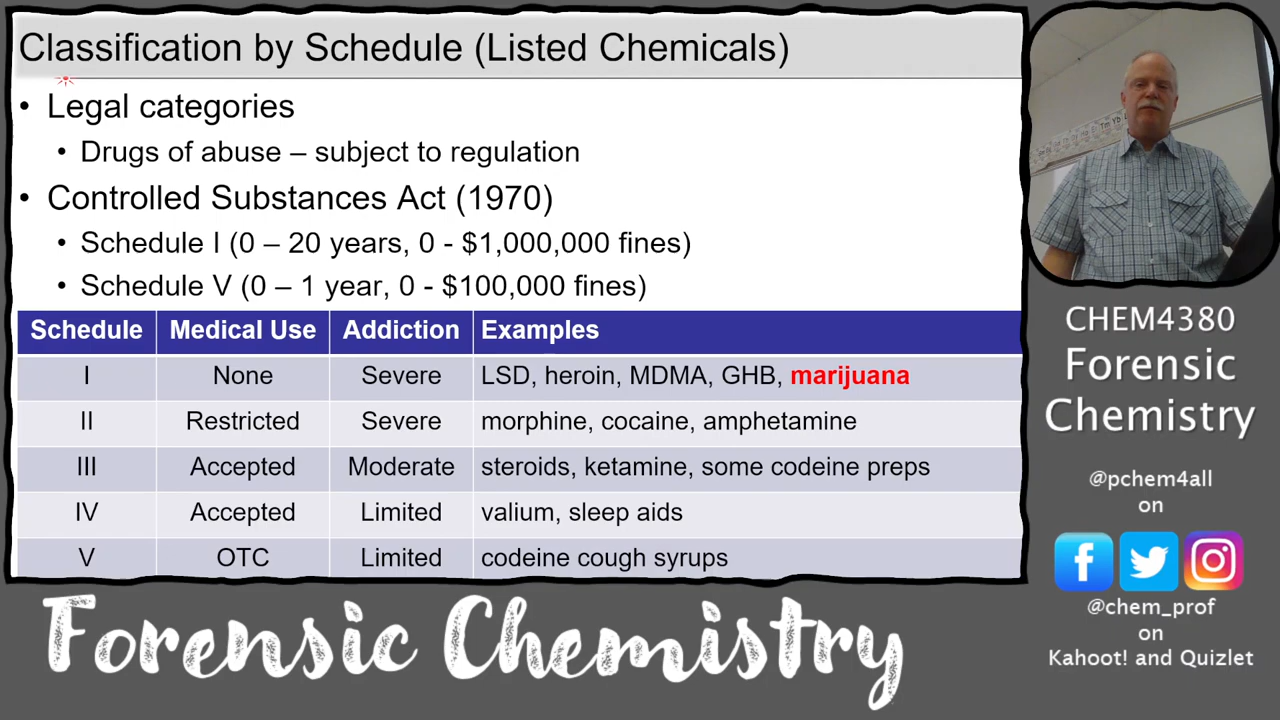 Classification by Schedule (Listed Chemicals)
• Legal categories
• Drugs of abuse – subject to regulation
• Controlled Substances Act (1970)
• Schedule I (0 – 20 years, 0 - $1,000,000 fines)
• Schedule V (0 – 1 year, 0 - $100,000 fines)
Schedule Medical Use Addiction Examples
I None Severe LSD, heroin, MDMA, GHB, marijuana
II Restricted Severe morphine, cocaine, amphetamine
III Accepted Moderate steroids, ketamine, some codeine preps
IV Accepted Limited valium, sleep aids
V OTC Limited codeine cough syrups
Forensic Chemistry
CHEM4380
Forensic
Chemistry
@pchem4all
on
@chem_prof
on
Kahoot! and Quizlet